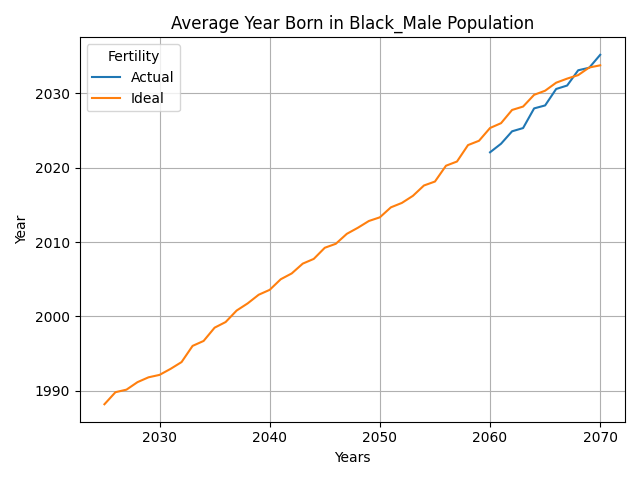 Average Year Born in Black_Male Population
Fertility
Actual
Ideal
Year
2030
2020
2010
2000
1990
2030 2040 2050 2060 2070
Years